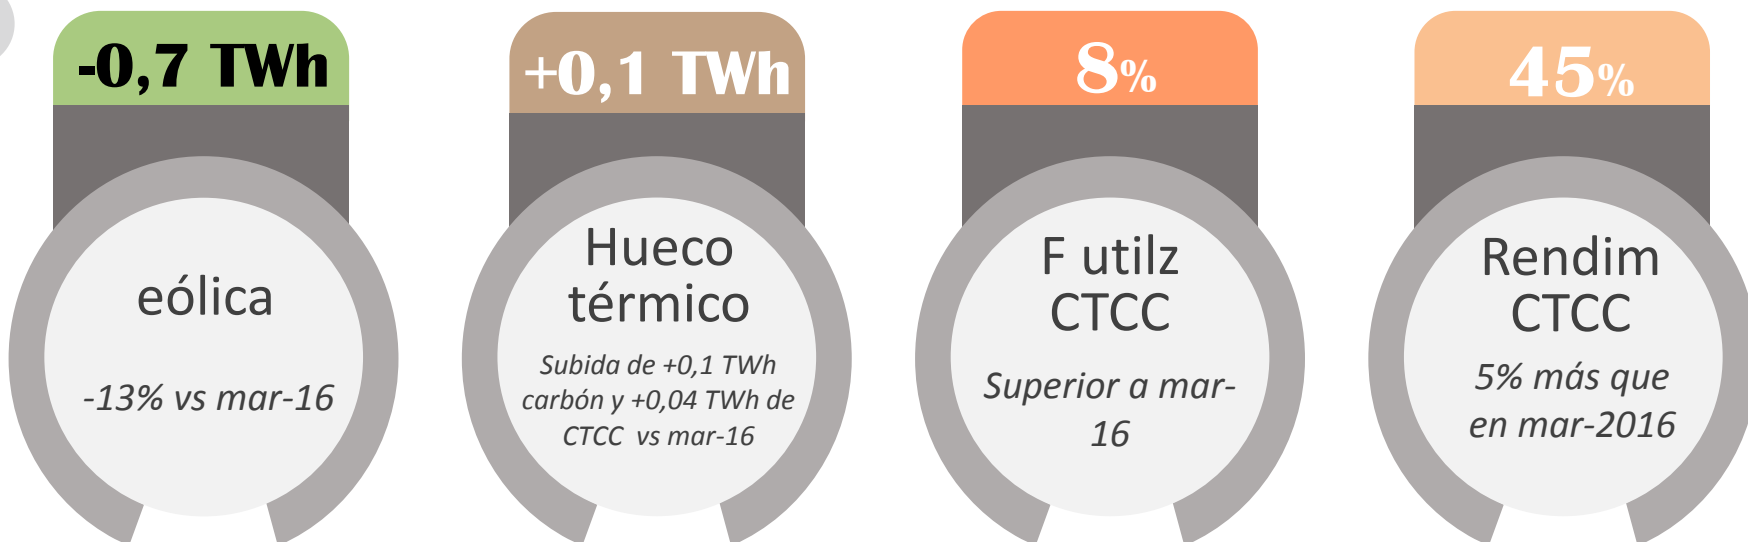 -0,7 TWh
eólica
-13% vs mar-16
+0,1 TWh
Hueco
térmico
Subida de +0,1 TWh
carbón y +0,04 TWh de
CTCC vs mar-16
8%
F utilz
CTCC
Superior a mar-
16
45%
Rendim
CTCC
5% más que
en mar-2016